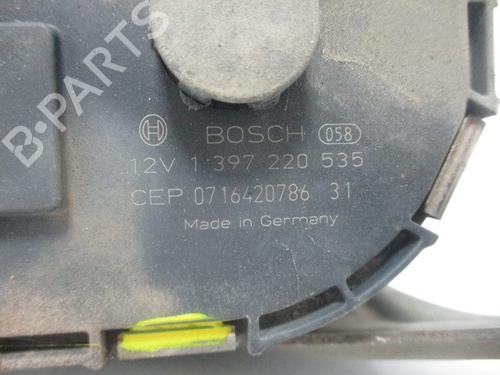 B-PARTS
BOSCH 058
12V 1 397 220 535
CEP 0716420786 31
Made in Germany